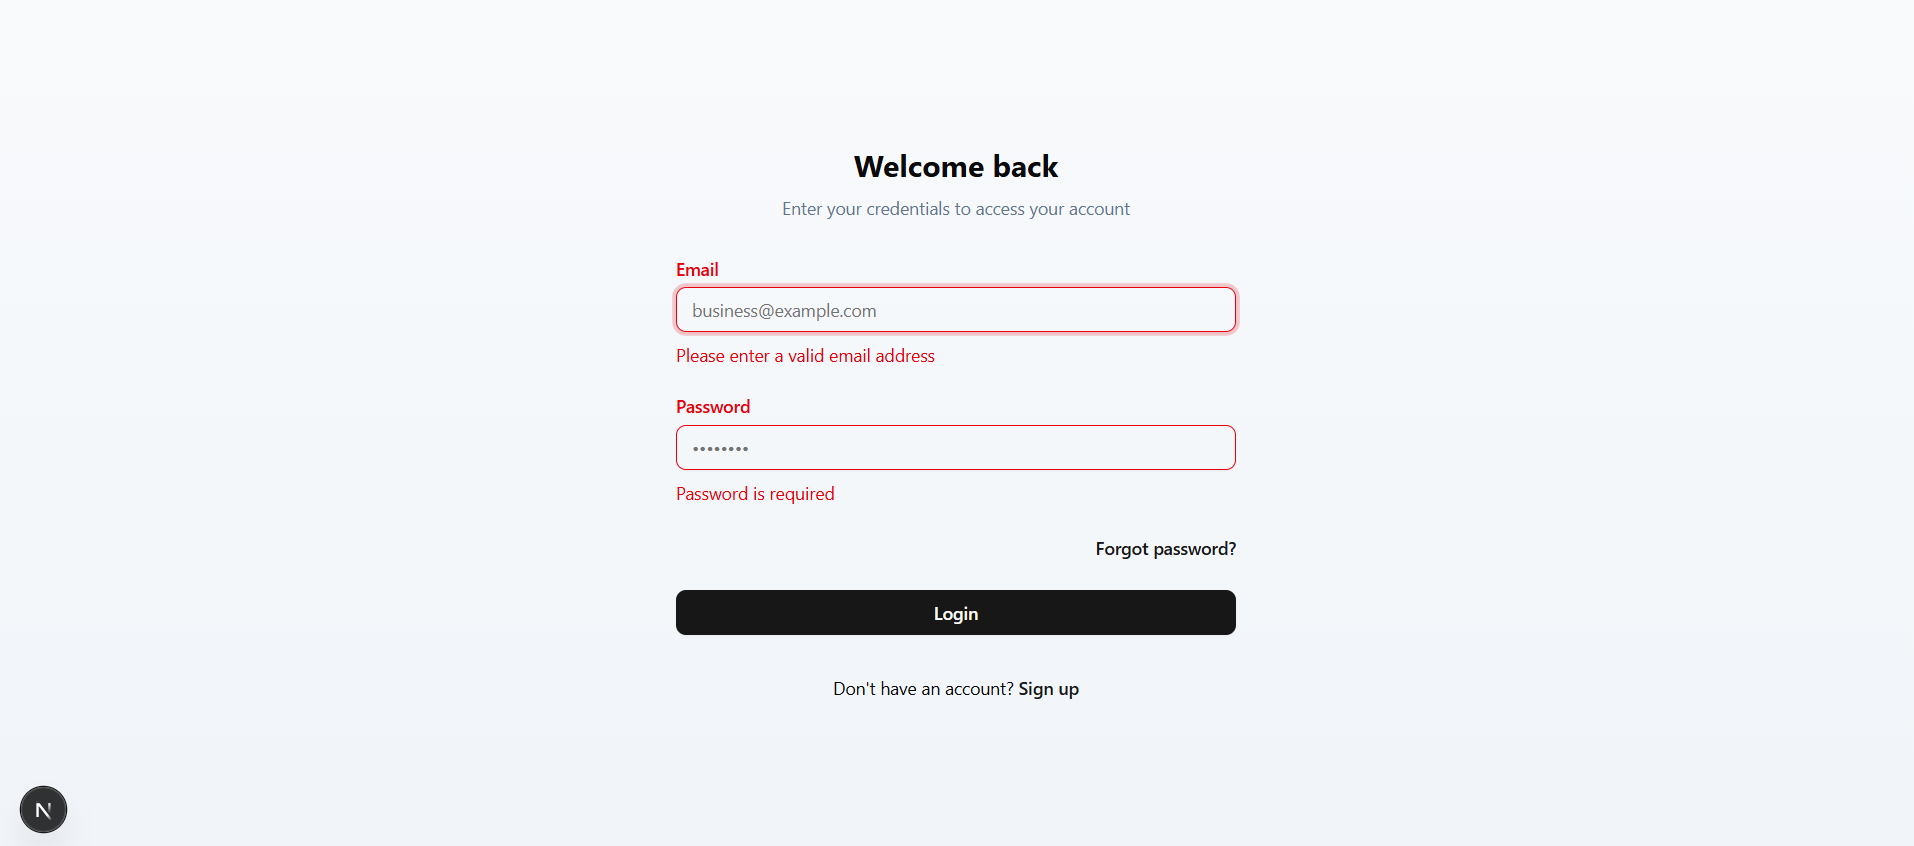 Welcome back
Enter your credentials to access your account
Email
business@example.com
Please enter a valid email address
Password
••••••••
Password is required
Forgot password?
Login
Don't have an account? Sign up
N